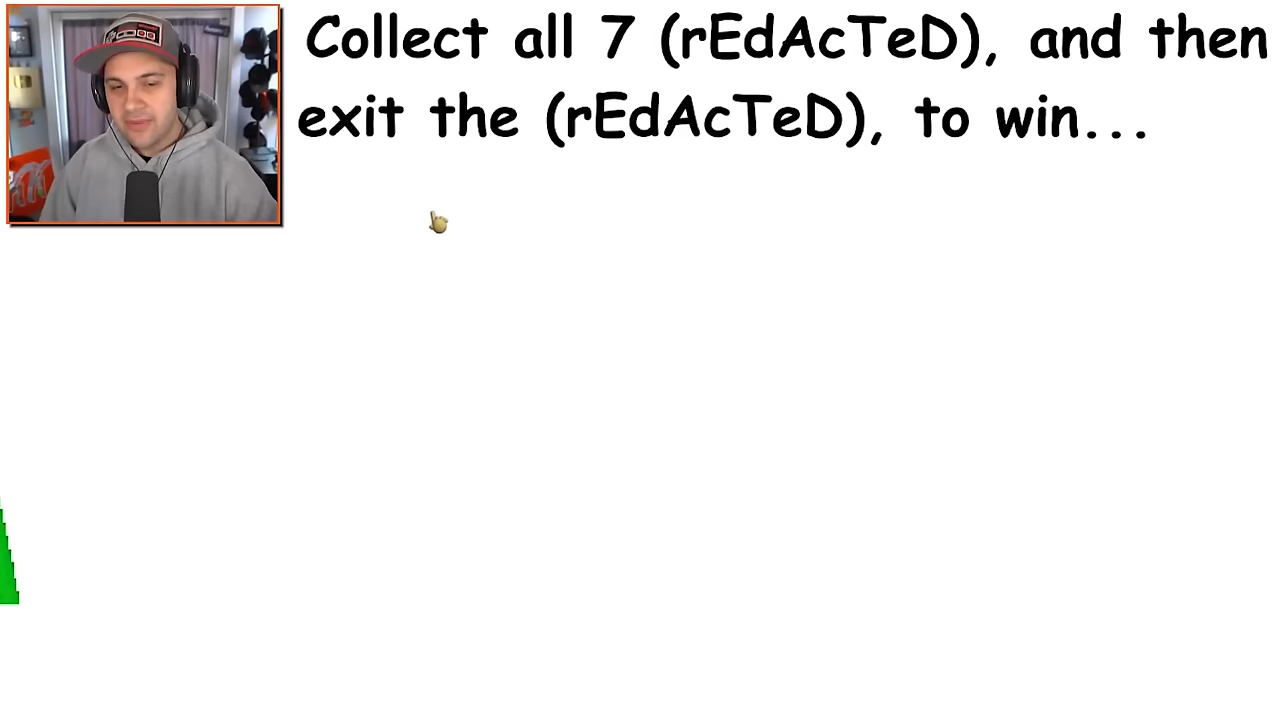 Collect all 7 (rEdAcTeD), and then
exit the (rEdAcTeD), to win...